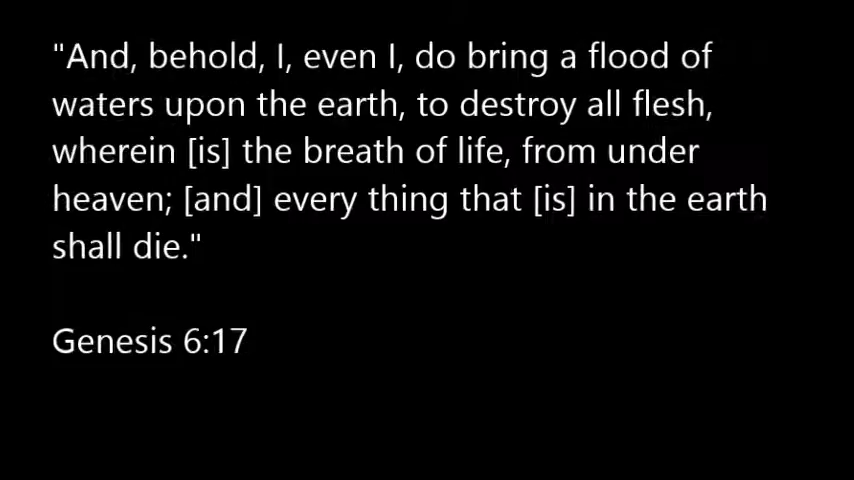 "And, behold, I, even I, do bring a flood of
waters upon the earth, to destroy all flesh,
wherein [is] the breath of life, from under
heaven; [and] every thing that [is] in the earth
shall die."
Genesis 6:17